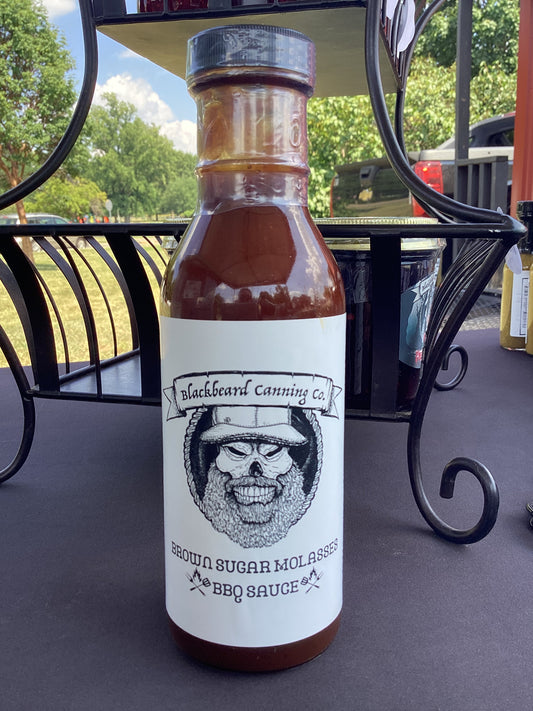 Blackbeard Canning Co.
BROWN SUGAR MOLASSES
BBQ SAUCE